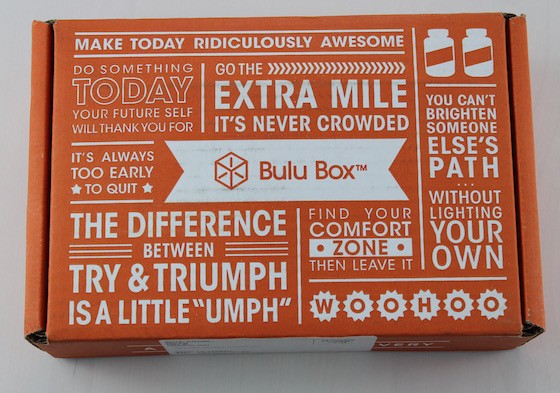 MAKE TODAY RIDICULOUSLY AWESOME
DO SOMETHING
TODAY
YOUR FUTURE SELF
WILL THANK YOU FOR
GO THE
EXTRA MILE
IT'S NEVER CROWDED
YOU CAN'T
BRIGHTEN
SOMEONE
ELSE'S
PATH
...
WITHOUT
LIGHTING
YOUR
OWN
IT'S ALWAYS
TOO EARLY
★ TO QUIT ★
Bulu Box™
THE DIFFERENCE
BETWEEN
TRY & TRIUMPH
IS A LITTLE "UMPH"
FIND YOUR
COMFORT
• ZONE •
THEN LEAVE IT
WOOHOO